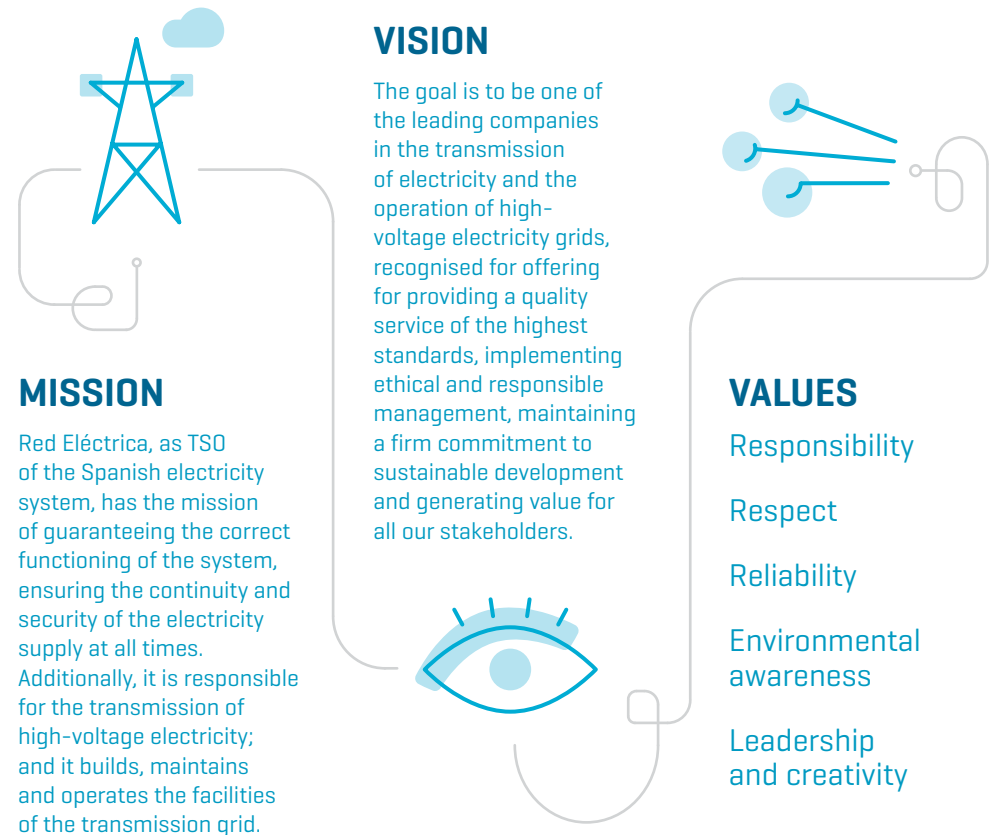 MISSION
Red Eléctrica, as TSO
of the Spanish electricity
system, has the mission
of guaranteeing the correct
functioning of the system,
ensuring the continuity and
security of the electricity
supply at all times.
Additionally, it is responsible
for the transmission of
high-voltage electricity;
and it builds, maintains
and operates the facilities
of the transmission grid.
VISION
The goal is to be one of
the leading companies
in the transmission
of electricity and the
operation of high-
voltage electricity grids,
recognised for offering
for providing a quality
service of the highest
standards, implementing
ethical and responsible
management, maintaining
a firm commitment to
sustainable development
and generating value for
all our stakeholders.
VALUES
Responsibility
Respect
Reliability
Environmental
awareness
Leadership
and creativity